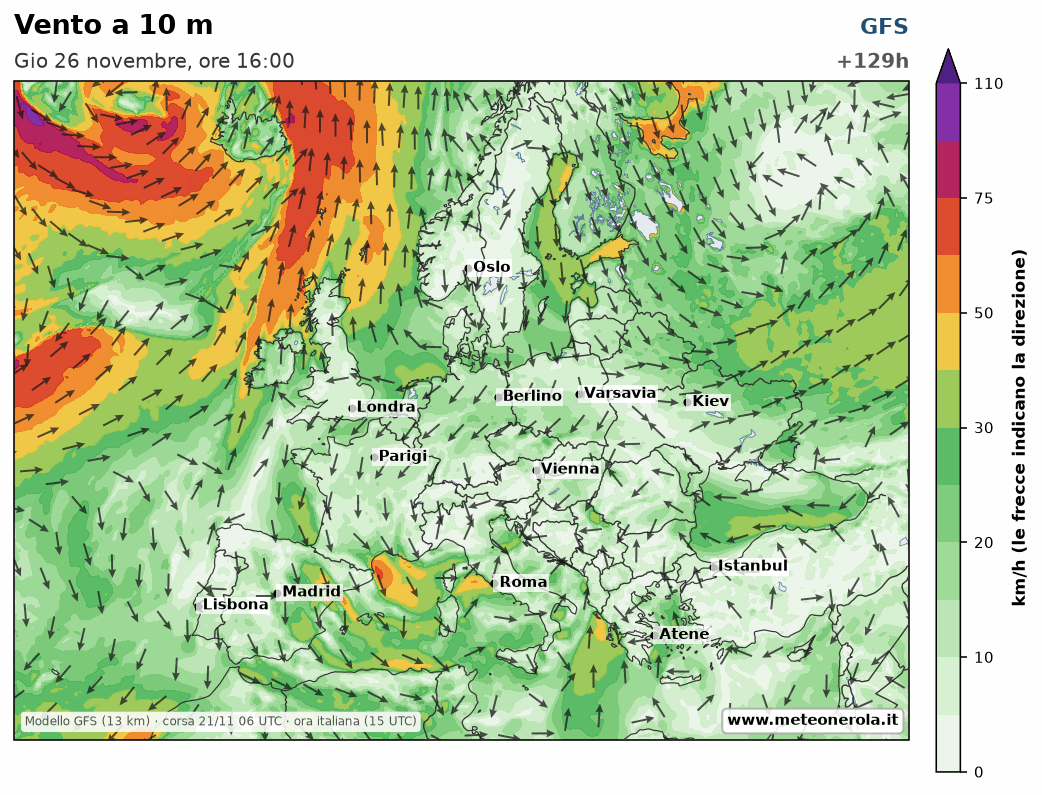 Vento a 10 m
GFS
Gio 26 novembre, ore 16:00
+129h
110
75
50
30
20
10
0
km/h (le frecce indicano la direzione)
Oslo
Berlino
Varsavia
Kiev
Londra
Parigi
Vienna
Istanbul
Roma
Madrid
Lisbona
Atene
Modello GFS (13 km) · corsa 21/11 06 UTC · ora italiana (15 UTC)
www.meteonerola.it